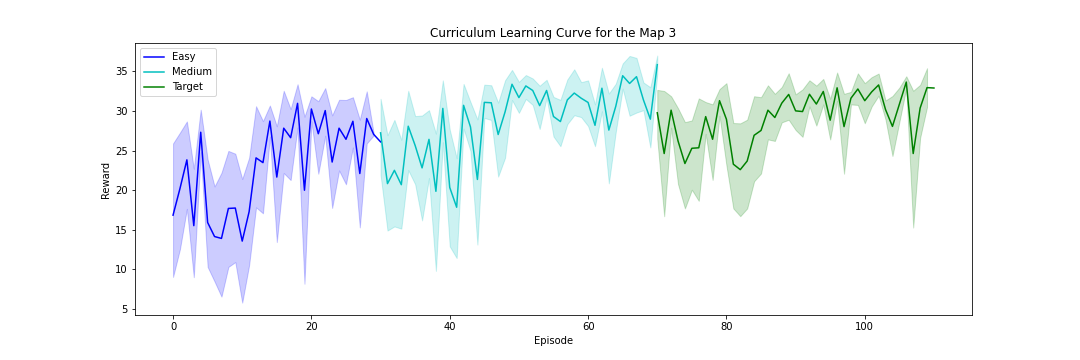 Curriculum Learning Curve for the Map 3
Easy
Medium
Target
Reward
35
30
25
20
15
10
5
0 20 40 60 80 100
Episode